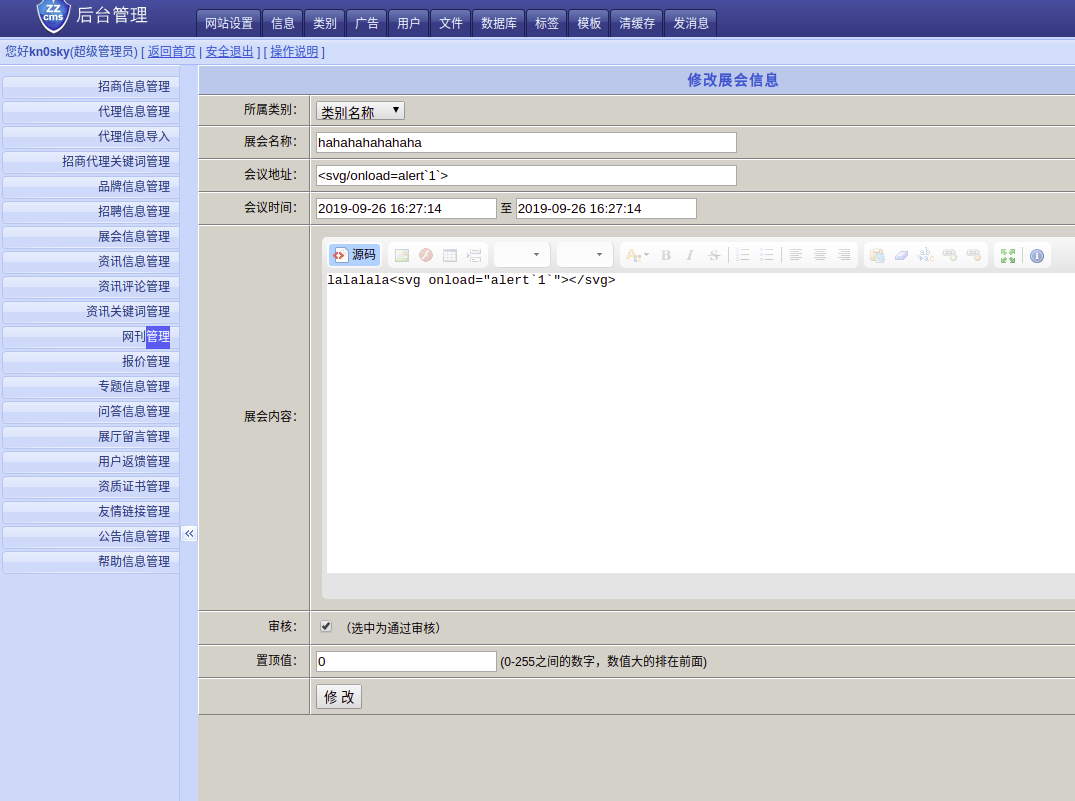 zz
cms
后台管理
网站设置 信息 类别 广告 用户 文件 数据库 标签 模板 清缓存 发消息
您好kn0sky(超级管理员) [ 返回首页 | 安全退出 ] [ 操作说明 ]
招商信息管理
代理信息管理
代理信息导入
招商代理关键词管理
品牌信息管理
招聘信息管理
展会信息管理
资讯信息管理
资讯评论管理
资讯关键词管理
网刊管理
报价管理
专题信息管理
问答信息管理
展厅留言管理
用户返馈管理
资质证书管理
友情链接管理
公告信息管理
帮助信息管理
«
修改展会信息
所属类别： 类别名称
展会名称： hahahahahahaha
会议地址： <svg/onload=alert`1`>
会议时间： 2019-09-26 16:27:14 至 2019-09-26 16:27:14
源码
lalalala<svg onload="alert`1`"></svg>
展会内容：
审核： （选中为通过审核）
置顶值： 0 (0-255之间的数字，数值大的排在前面)
修 改